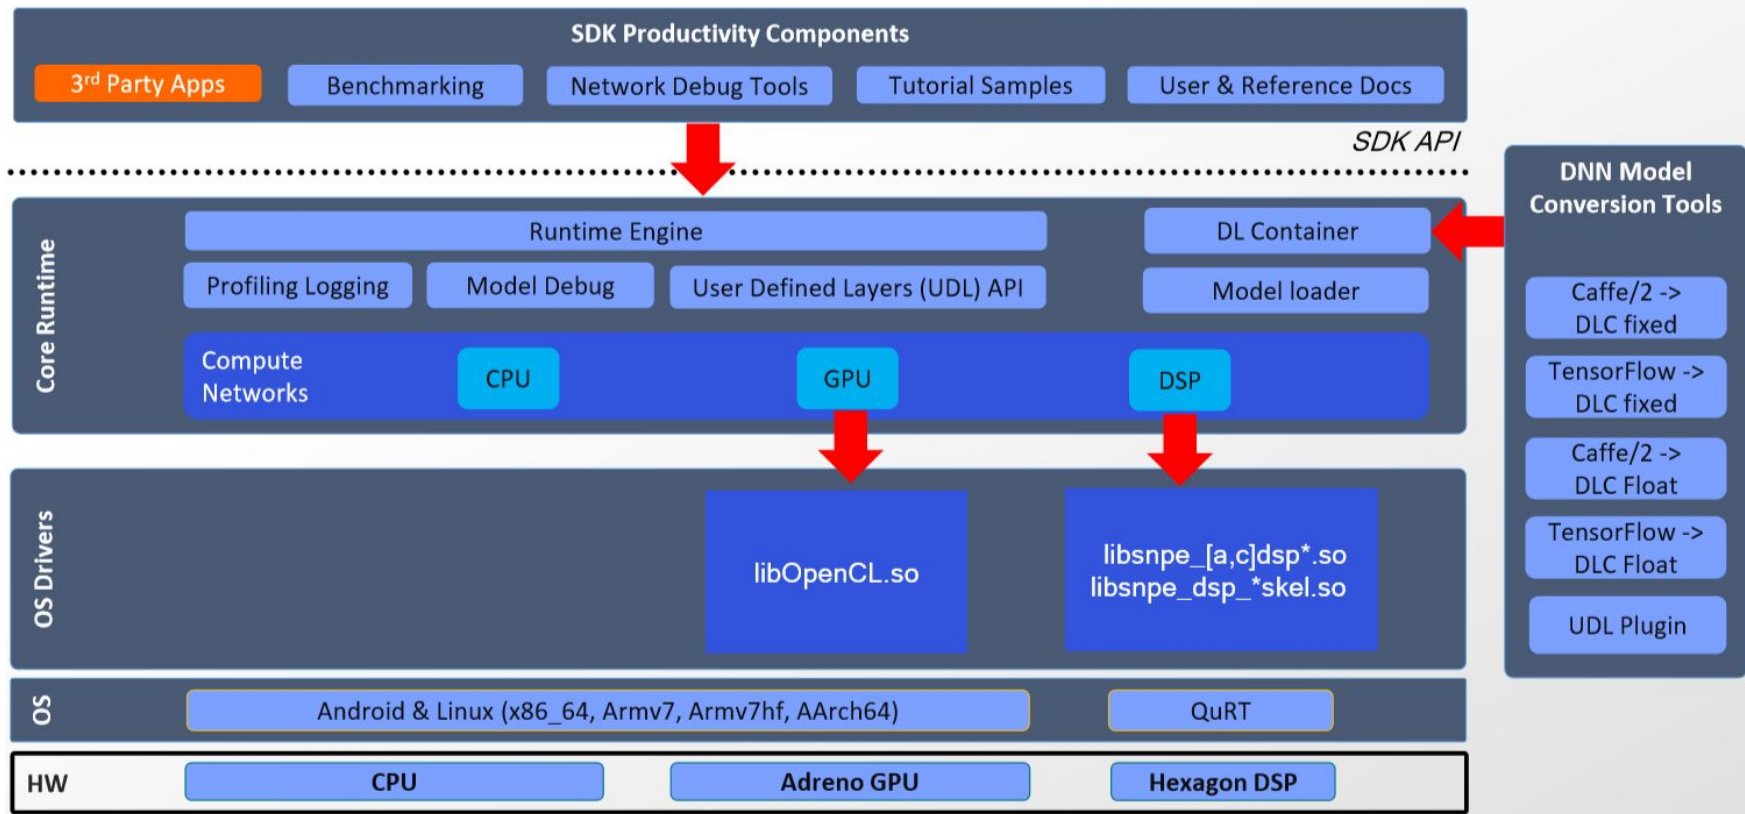 SDK Productivity Components
3rd Party Apps
Benchmarking
Network Debug Tools
Tutorial Samples
User & Reference Docs
SDK API
Core Runtime
Runtime Engine
DL Container
Profiling Logging
Model Debug
User Defined Layers (UDL) API
Model loader
Compute
Networks
CPU
GPU
DSP
OS Drivers
libOpenCL.so
libsnpe_[a,c]dsp*.so
libsnpe_dsp_*skel.so
OS
Android & Linux (x86_64, Armv7, Armv7hf, AArch64)
QuRT
HW
CPU
Adreno GPU
Hexagon DSP
DNN Model
Conversion Tools
Caffe/2 ->
DLC fixed
TensorFlow ->
DLC fixed
Caffe/2 ->
DLC Float
TensorFlow ->
DLC Float
UDL Plugin